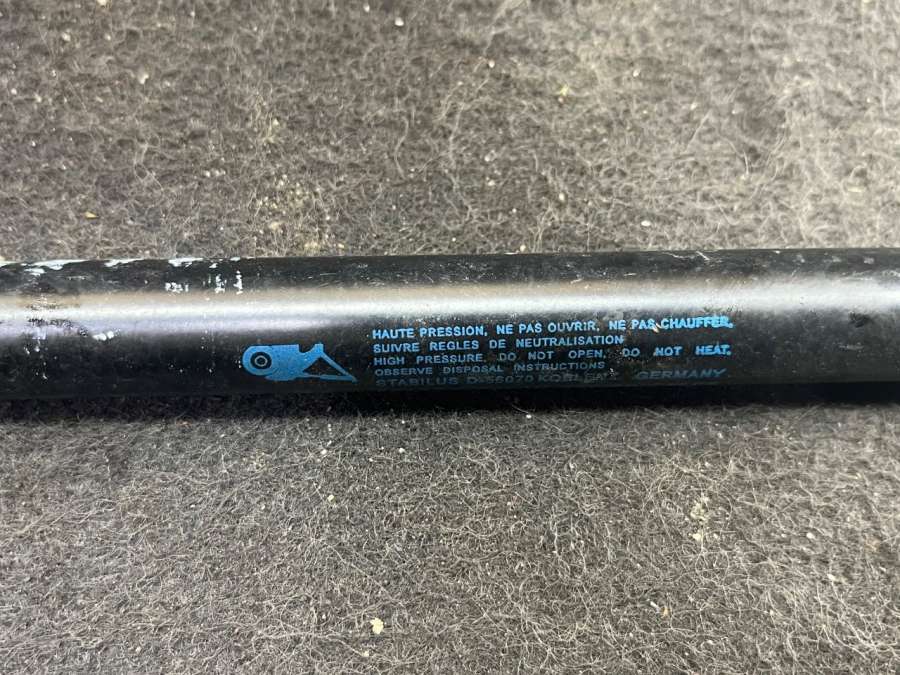 HAUTE PRESSION, NE PAS OUVRIR, NE PAS CHAUFFER,
SUIVRE REGLES DE NEUTRALISATION
HIGH PRESSURE, DO NOT OPEN, DO NOT HEAT,
OBSERVE DISPOSAL INSTRUCTIONS
STABILUS D-56070 KOBLENZ GERMANY